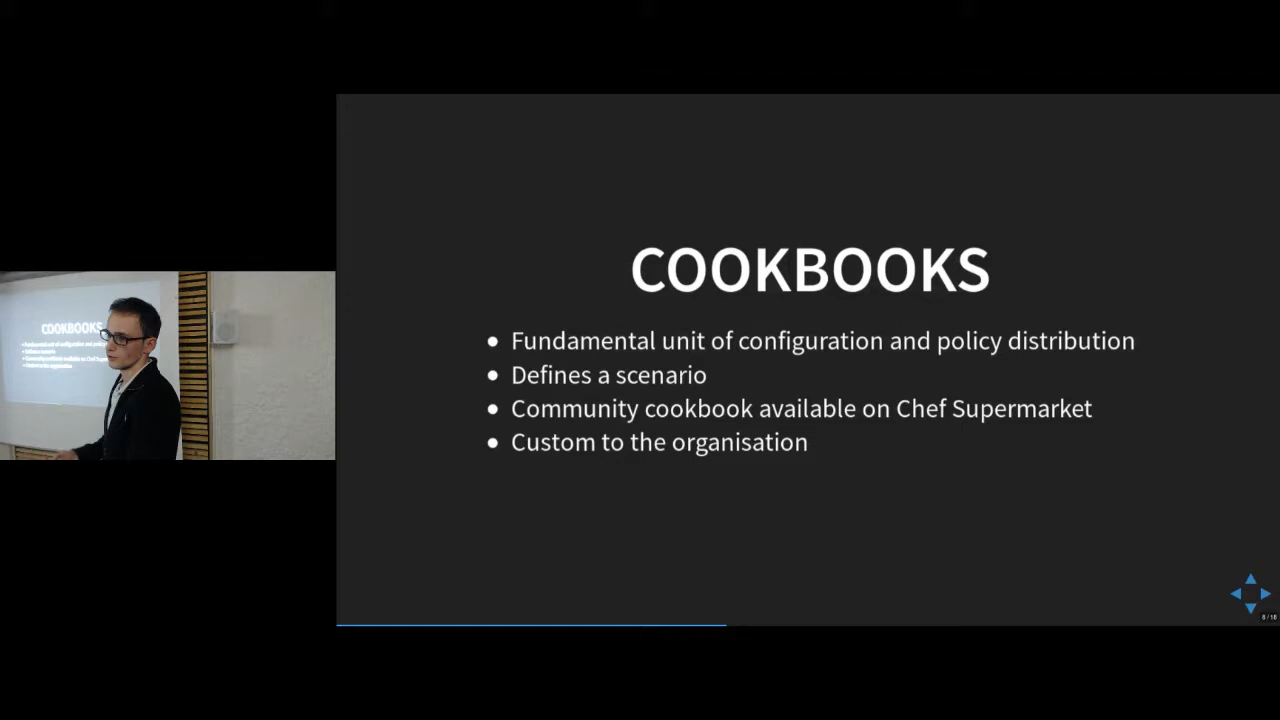 COOKBOOKS
Fundamental unit of configuration and policy distribution
Defines a scenario
Community cookbook available on Chef Supermarket
Custom to the organisation
COOKBOOKS